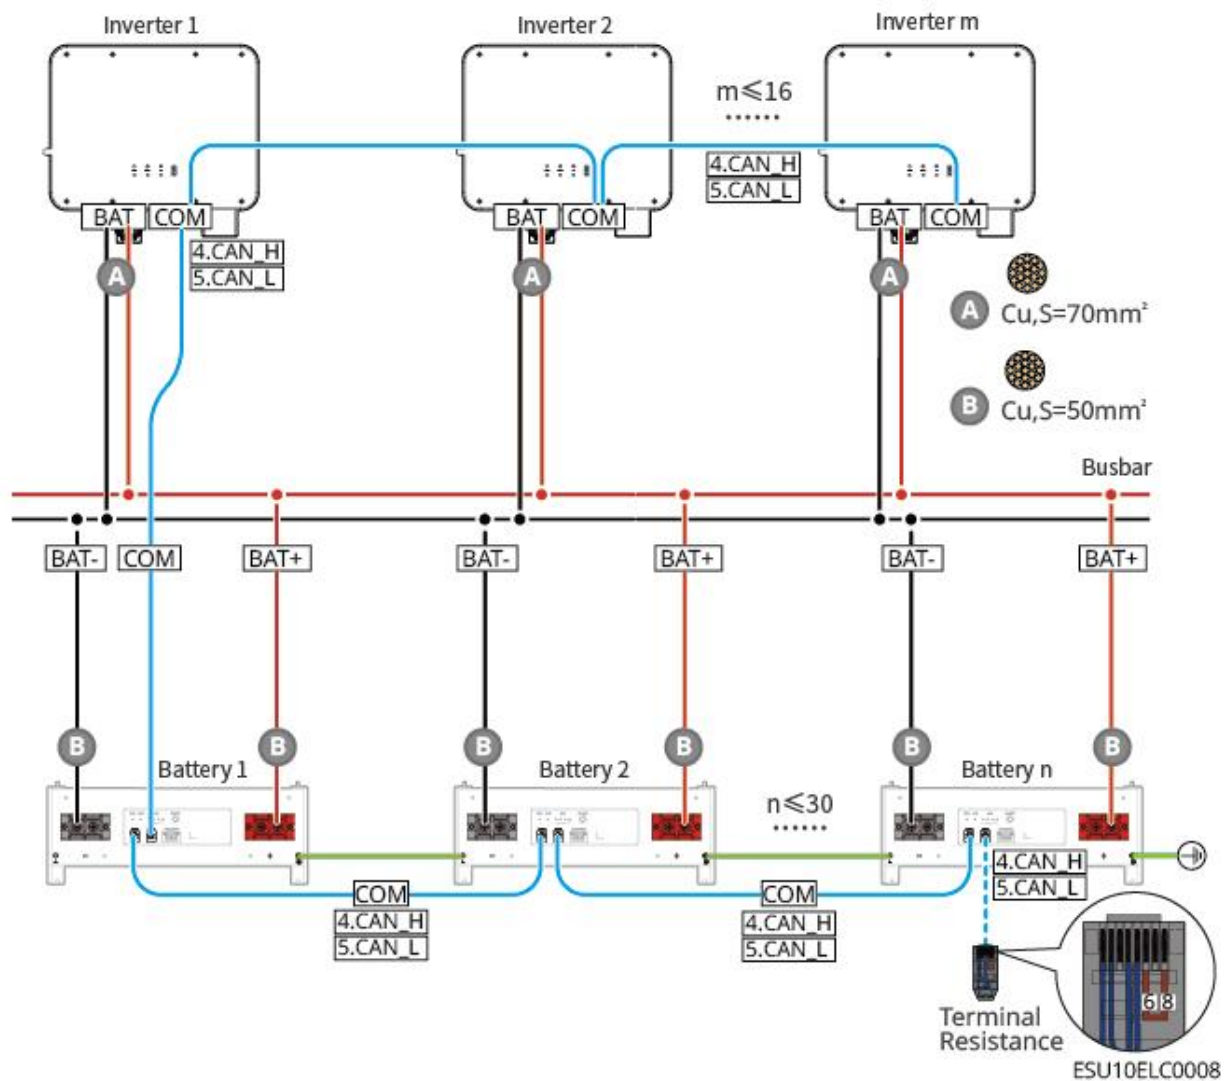 Inverter 1
Inverter 2
Inverter m
m≤16
......
4.CAN_H
5.CAN_L
BAT
COM
BAT
COM
BAT
COM
4.CAN_H
5.CAN_L
A
A
A
A
Cu,S=70mm²
B
Cu,S=50mm²
Busbar
BAT-
COM
BAT+
BAT-
BAT+
BAT-
BAT+
B
B
B
B
B
B
Battery 1
Battery 2
Battery n
n≤30
......
4.CAN_H
5.CAN_L
COM
4.CAN_H
5.CAN_L
COM
4.CAN_H
5.CAN_L
6 8
Terminal
Resistance
ESU10ELC0008